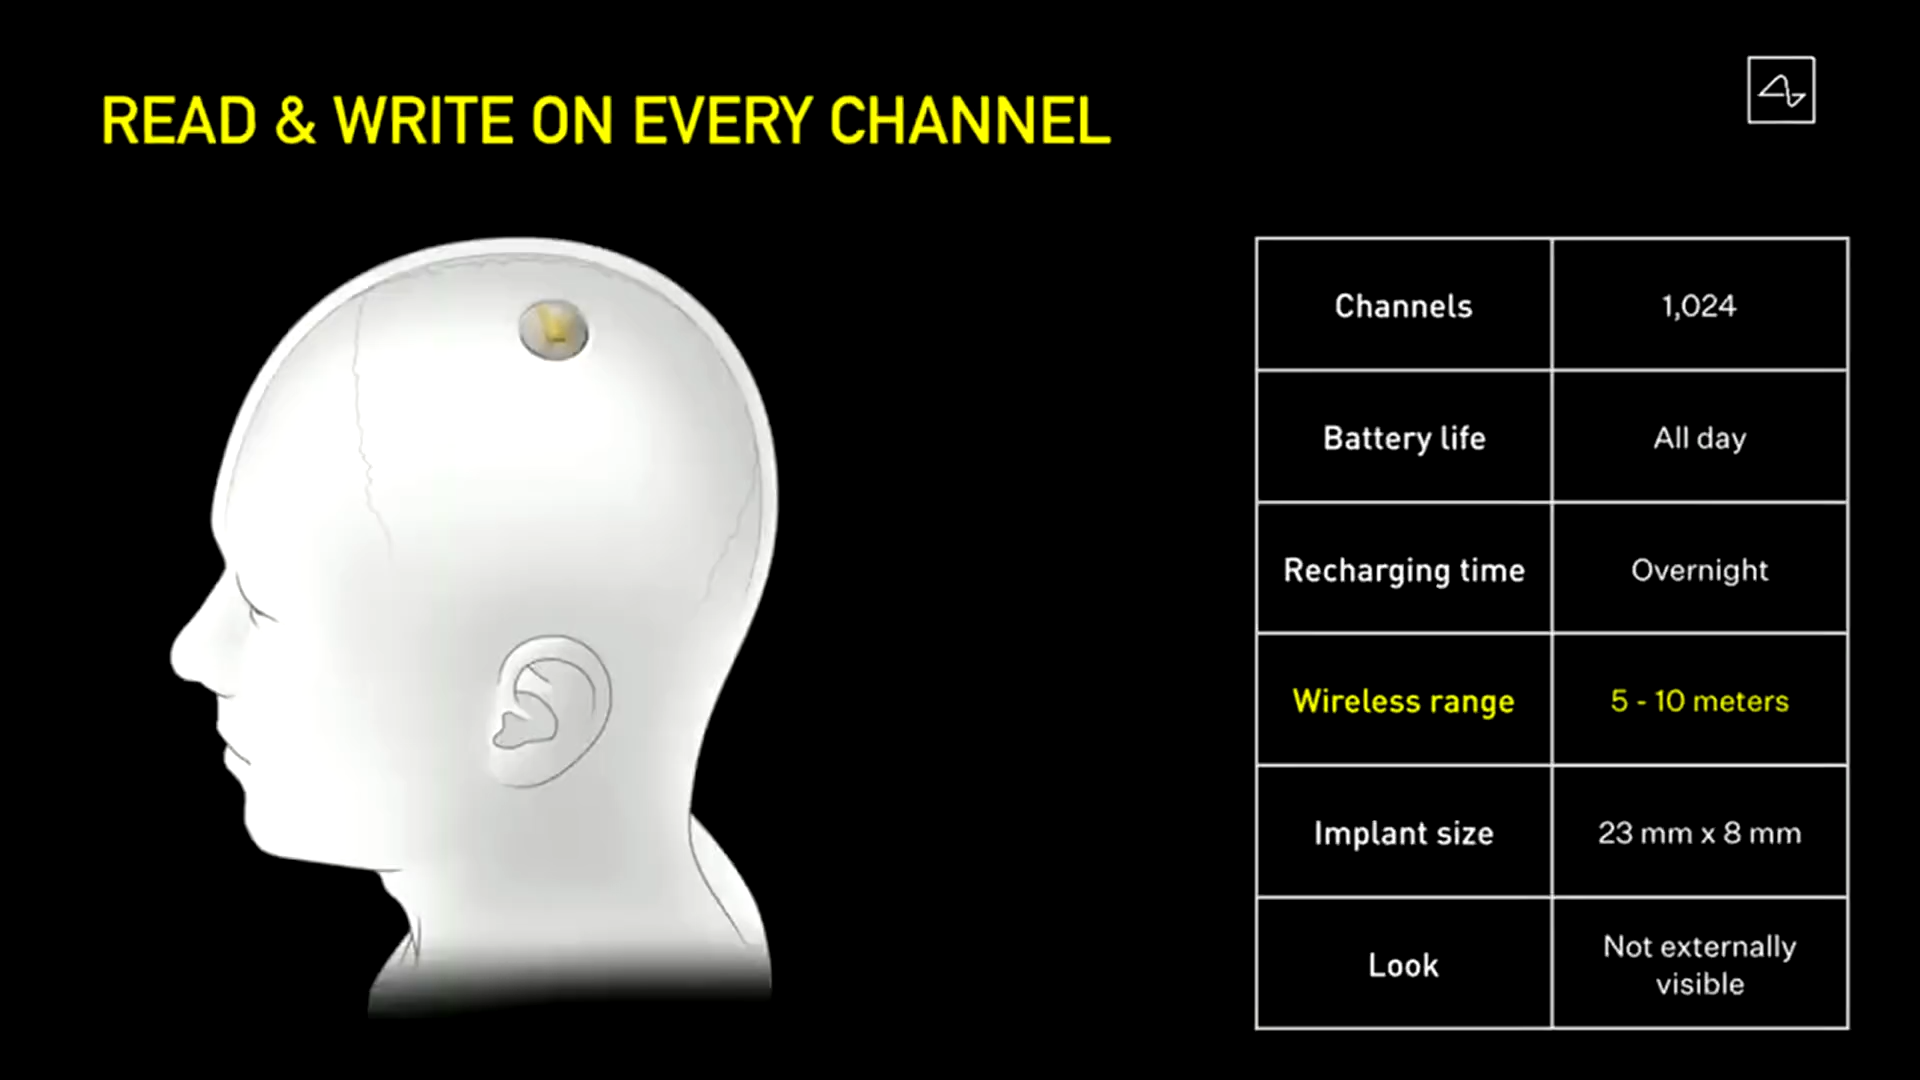 READ & WRITE ON EVERY CHANNEL
Channels 1,024
Battery life All day
Recharging time Overnight
Wireless range 5 - 10 meters
Implant size 23 mm x 8 mm
Look Not externally
visible